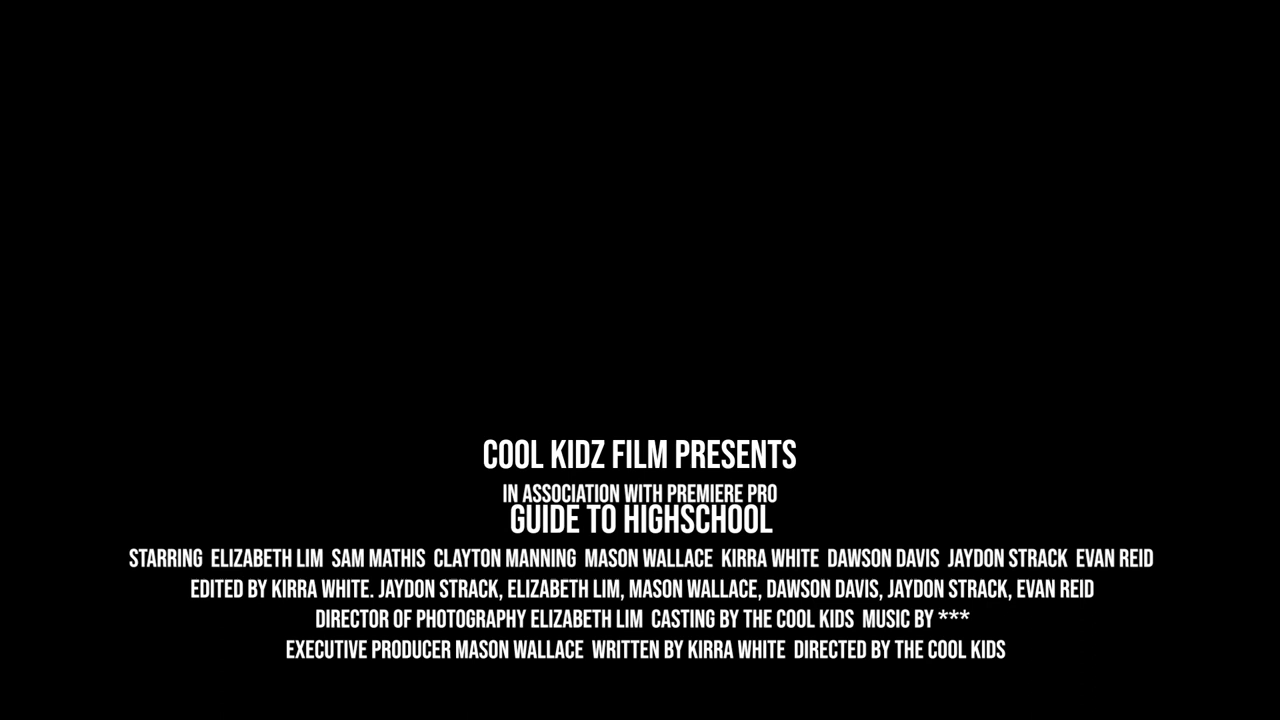 COOL KIDZ FILM PRESENTS
IN ASSOCIATION WITH PREMIERE PRO
GUIDE TO HIGHSCHOOL
STARRING ELIZABETH LIM SAM MATHIS CLAYTON MANNING MASON WALLACE KIRRA WHITE DAWSON DAVIS JAYDON STRACK EVAN REID
EDITED BY KIRRA WHITE. JAYDON STRACK, ELIZABETH LIM, MASON WALLACE, DAWSON DAVIS, JAYDON STRACK, EVAN REID
DIRECTOR OF PHOTOGRAPHY ELIZABETH LIM CASTING BY THE COOL KIDS MUSIC BY ***
EXECUTIVE PRODUCER MASON WALLACE WRITTEN BY KIRRA WHITE DIRECTED BY THE COOL KIDS